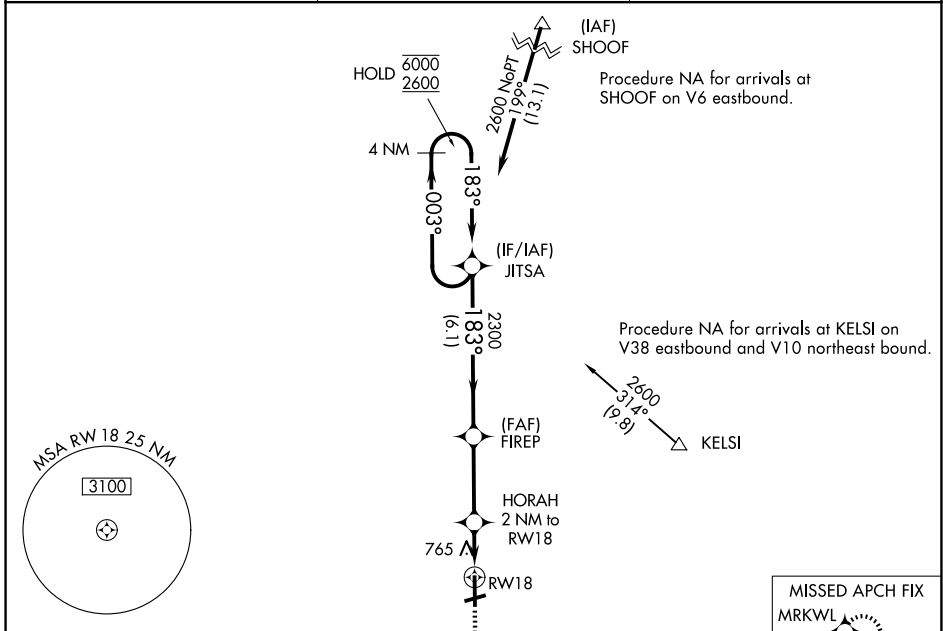 (IAF)
SHOOF
HOLD 6000
2600
2600 NoPT
199°
(13.1)
Procedure NA for arrivals at
SHOOF on V6 eastbound.
4 NM
183°
003°
(IF/IAF)
JITSA
2300
183°
(6.1)
Procedure NA for arrivals at KELSI on
V38 eastbound and V10 northeast bound.
2600
314°
(9.8)
KELSI
(FAF)
FIREP
MSA RW 18 25 NM
3100
HORAH
2 NM to
RW18
765
RW18
MISSED APCH FIX
MRKWL